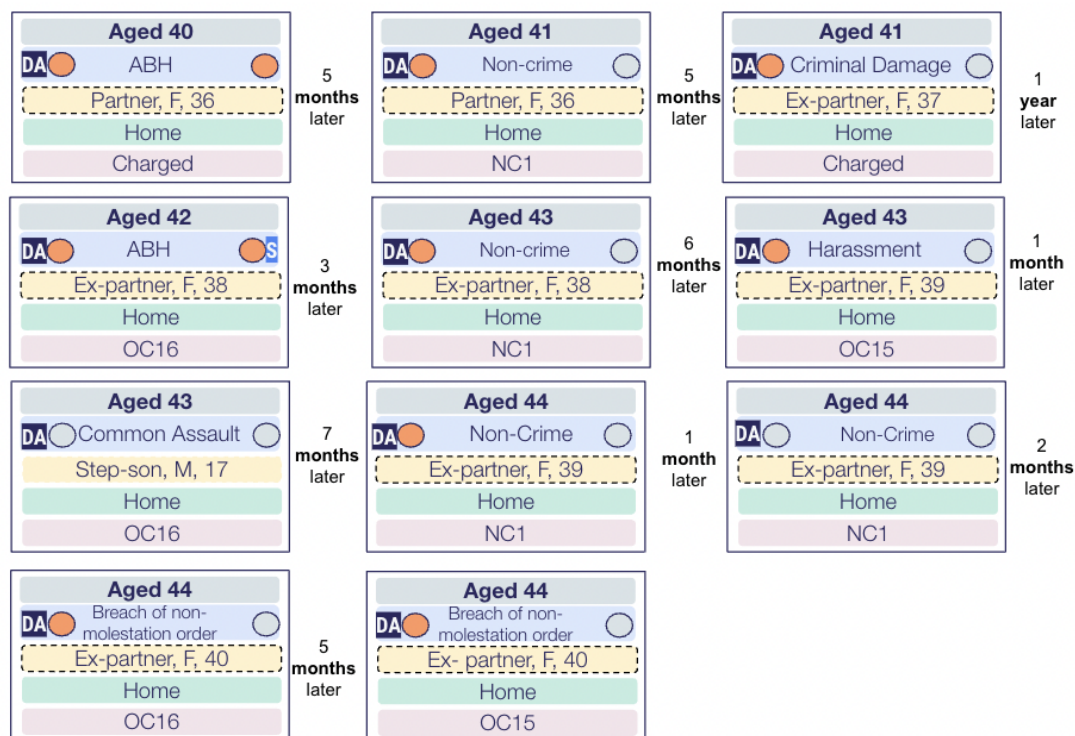 Aged 40
DA ABH
Partner, F, 36
Home
Charged
5
months
later
Aged 41
DA Non-crime
Partner, F, 36
Home
NC1
5
months
later
Aged 41
DA Criminal Damage
Ex-partner, F, 37
Home
Charged
1
year
later
Aged 42
DA ABH S
Ex-partner, F, 38
Home
OC16
3
months
later
Aged 43
DA Non-crime
Ex-partner, F, 38
Home
NC1
6
months
later
Aged 43
DA Harassment
Ex-partner, F, 39
Home
OC15
1
month
later
Aged 43
DA Common Assault
Step-son, M, 17
Home
OC16
7
months
later
Aged 44
DA Non-Crime
Ex-partner, F, 39
Home
NC1
1
month
later
Aged 44
DA Non-Crime
Ex-partner, F, 39
Home
NC1
2
months
later
Aged 44
DA Breach of non-
molestation order
Ex-partner, F, 40
Home
OC16
5
months
later
Aged 44
DA Breach of non-
molestation order
Ex- partner, F, 40
Home
OC15